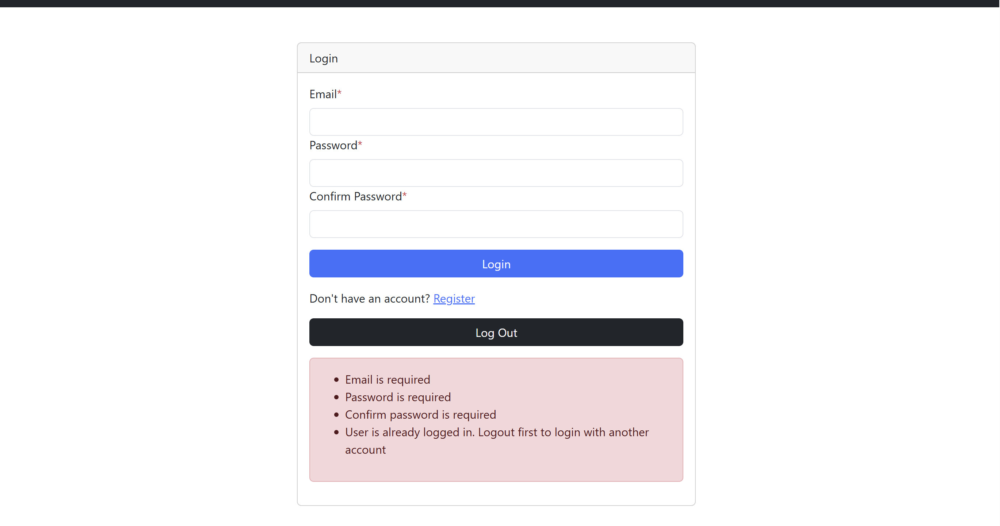 Login
Email*
Password*
Confirm Password*
Login
Don't have an account? Register
Log Out
• Email is required
• Password is required
• Confirm password is required
• User is already logged in. Logout first to login with another
account